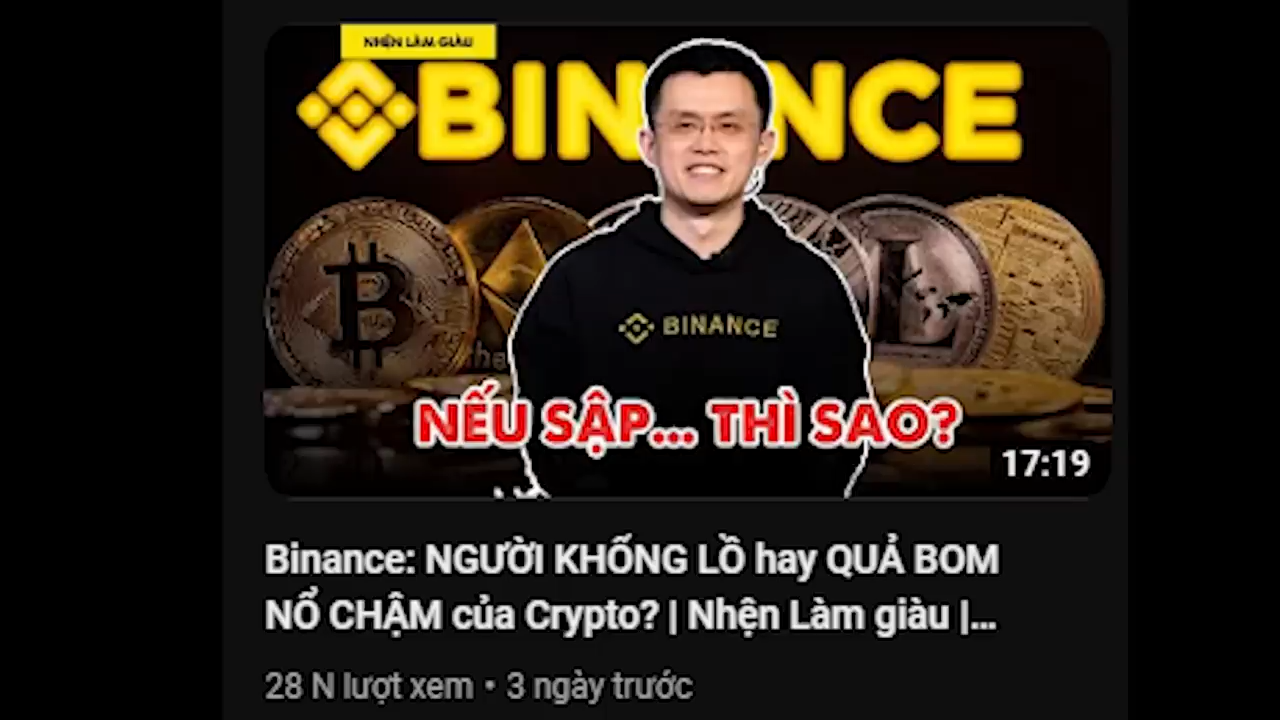 NHỆN LÀM GIÀU
BINANCE
BINANCE
NẾU SẬP... THÌ SAO?
17:19
Binance: NGƯỜI KHỔNG LỒ hay QUẢ BOM
NỔ CHẬM của Crypto? | Nhện Làm giàu |...
28 N lượt xem • 3 ngày trước